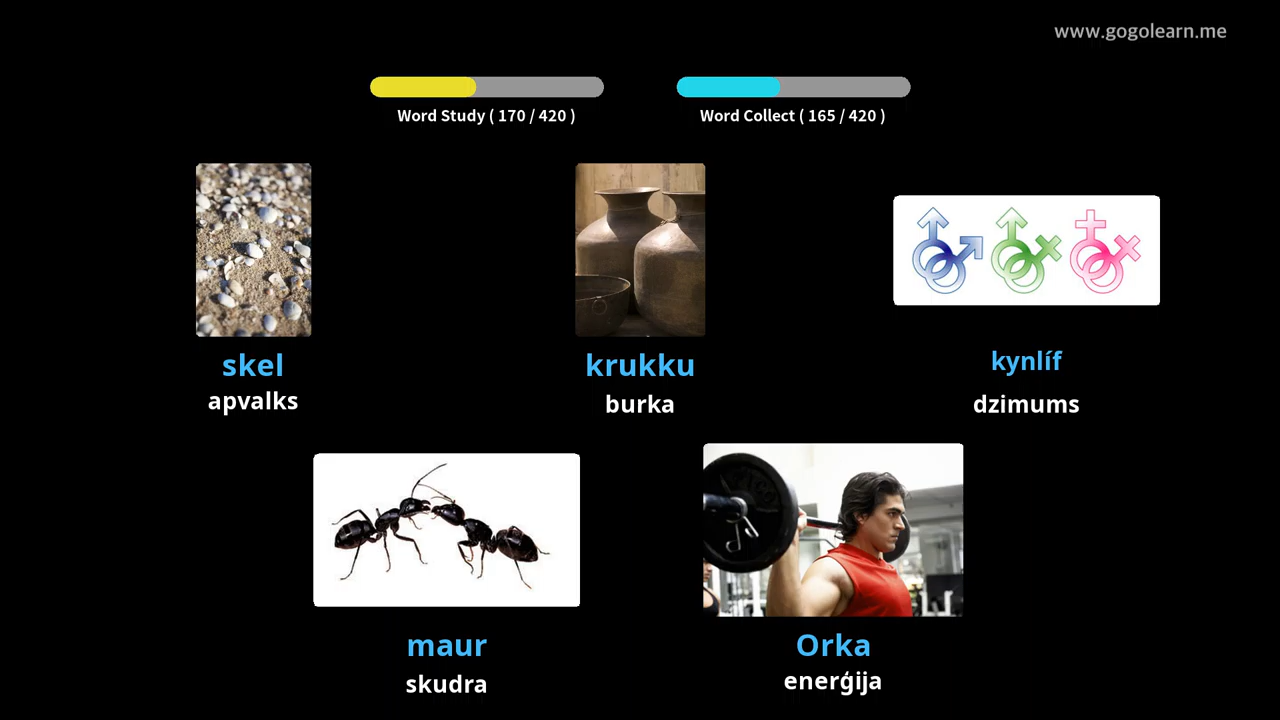 www.gogolearn.me
Word Study ( 170 / 420 )
Word Collect ( 165 / 420 )
skel
apvalks
krukku
burka
kynlíf
dzimums
maur
skudra
Orka
enerģija